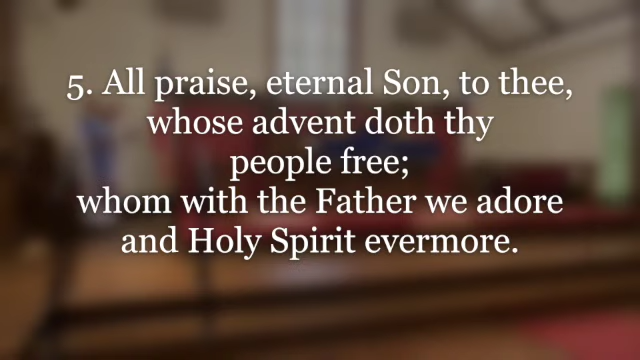 5. All praise, eternal Son, to thee,
whose advent doth thy
people free;
whom with the Father we adore
and Holy Spirit evermore.